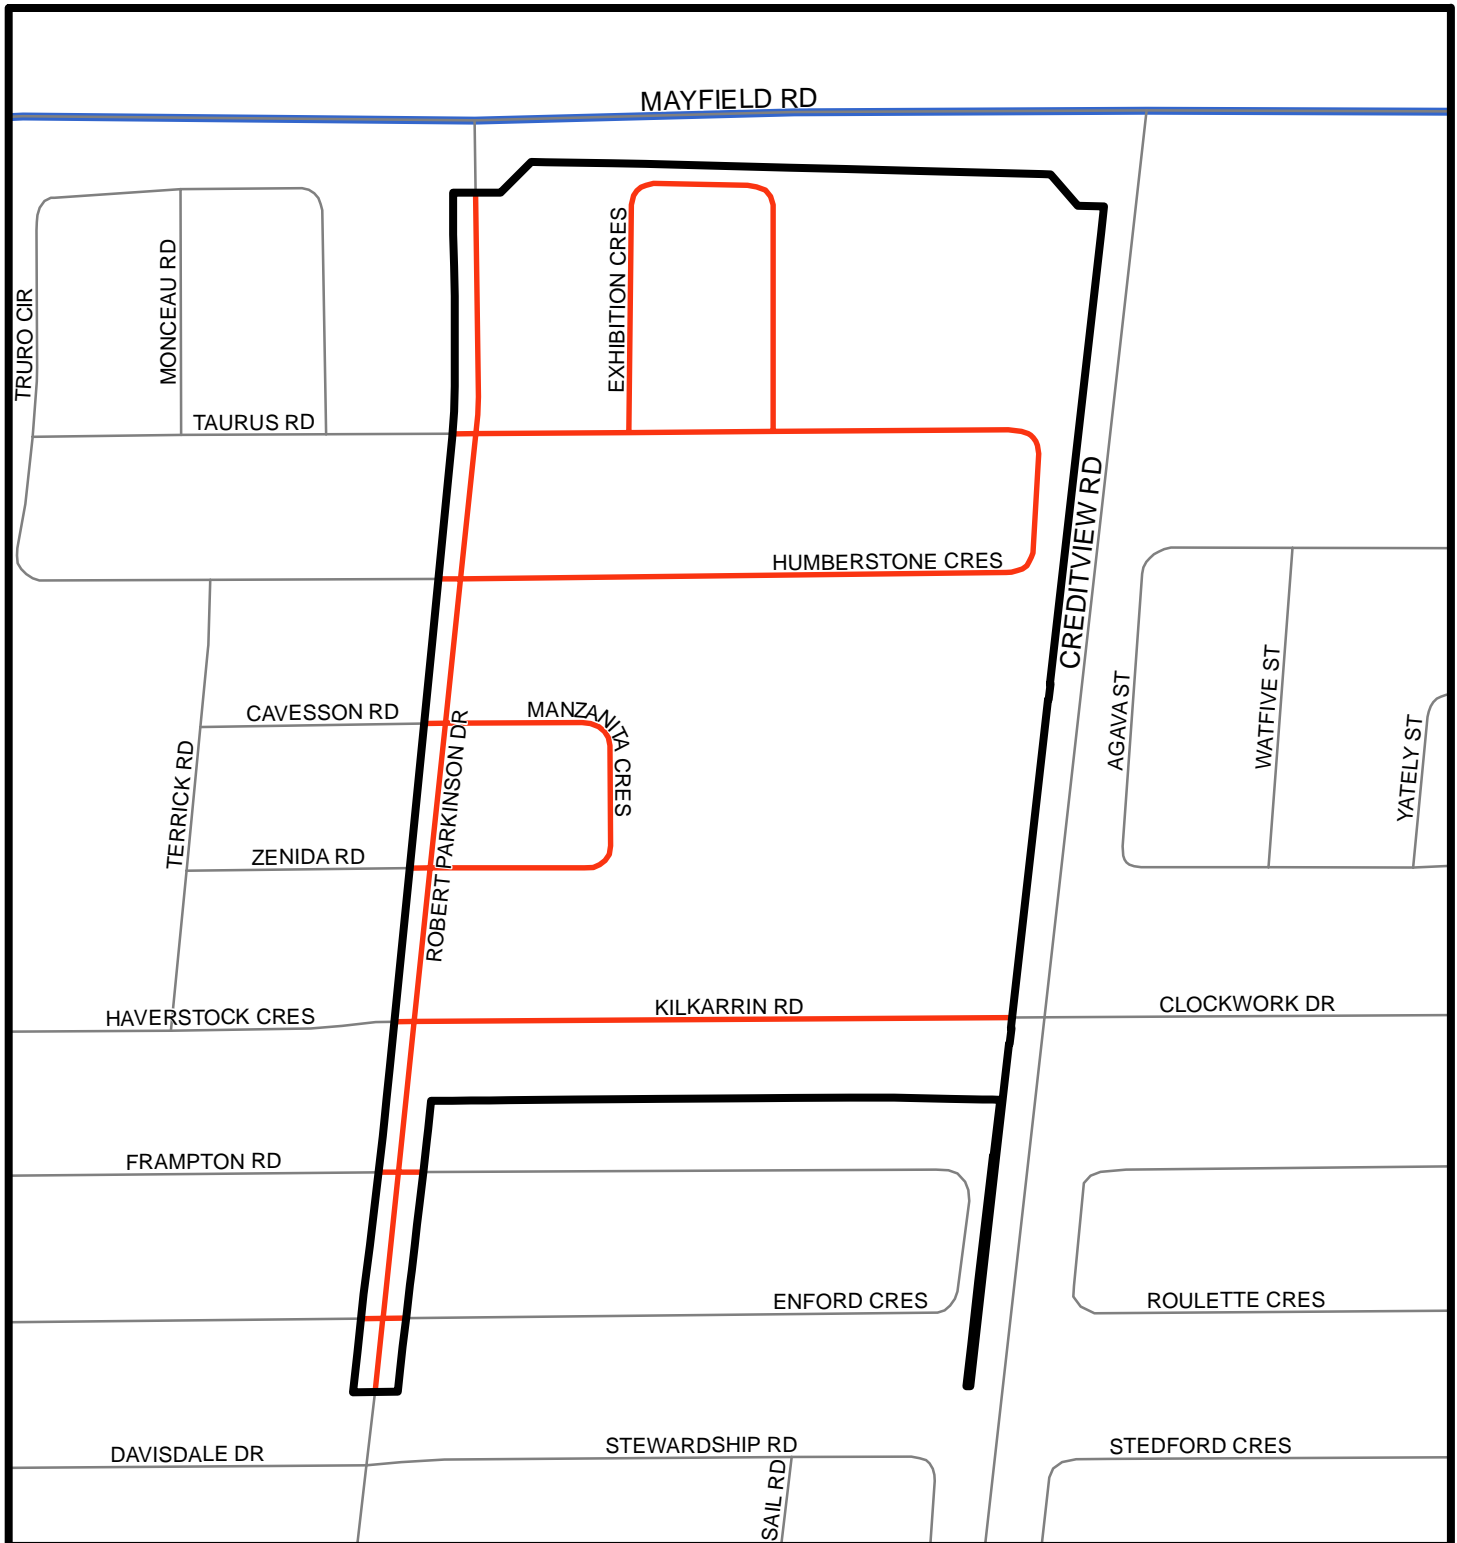 MAYFIELD RD
EXHIBITION CRES
MONCEAU RD
TRURO CIR
TAURUS RD
CREDITVIEW RD
HUMBERSTONE CRES
CAVESSON RD
MANZANITA CRES
ROBERT PARKINSON DR
TERRICK RD
AGAVA ST
WATFIVE ST
YATELY ST
ZENIDA RD
HAVERSTOCK CRES
KILKARRIN RD
CLOCKWORK DR
FRAMPTON RD
ENFORD CRES
ROULETTE CRES
DAVISDALE DR
STEWARDSHIP RD
STEDFORD CRES
SAIL RD